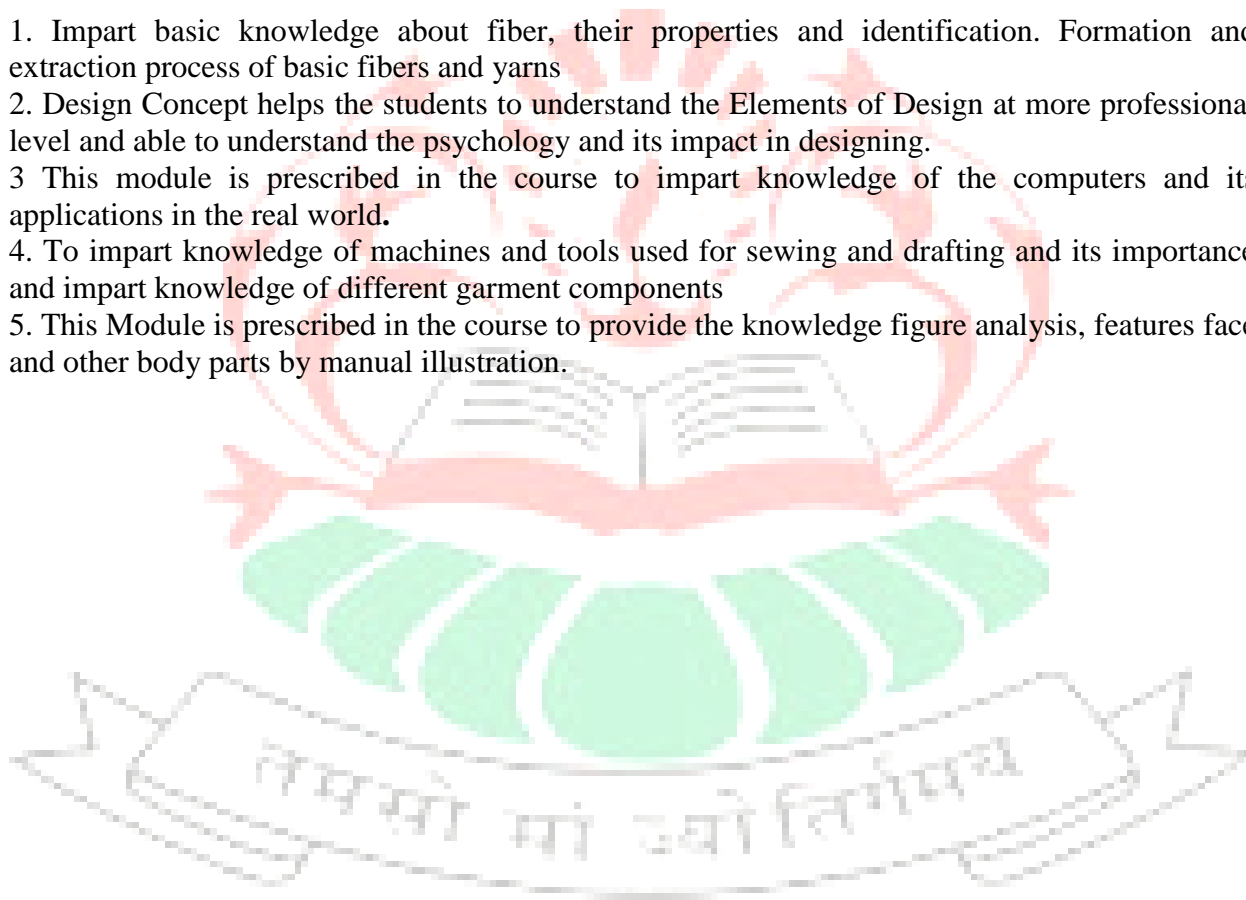 1. Impart basic knowledge about fiber, their properties and identification. Formation and
extraction process of basic fibers and yarns
2. Design Concept helps the students to understand the Elements of Design at more professional
level and able to understand the psychology and its impact in designing.
3 This module is prescribed in the course to impart knowledge of the computers and its
applications in the real world.
4. To impart knowledge of machines and tools used for sewing and drafting and its importance
and impart knowledge of different garment components
5. This Module is prescribed in the course to provide the knowledge figure analysis, features face
and other body parts by manual illustration.